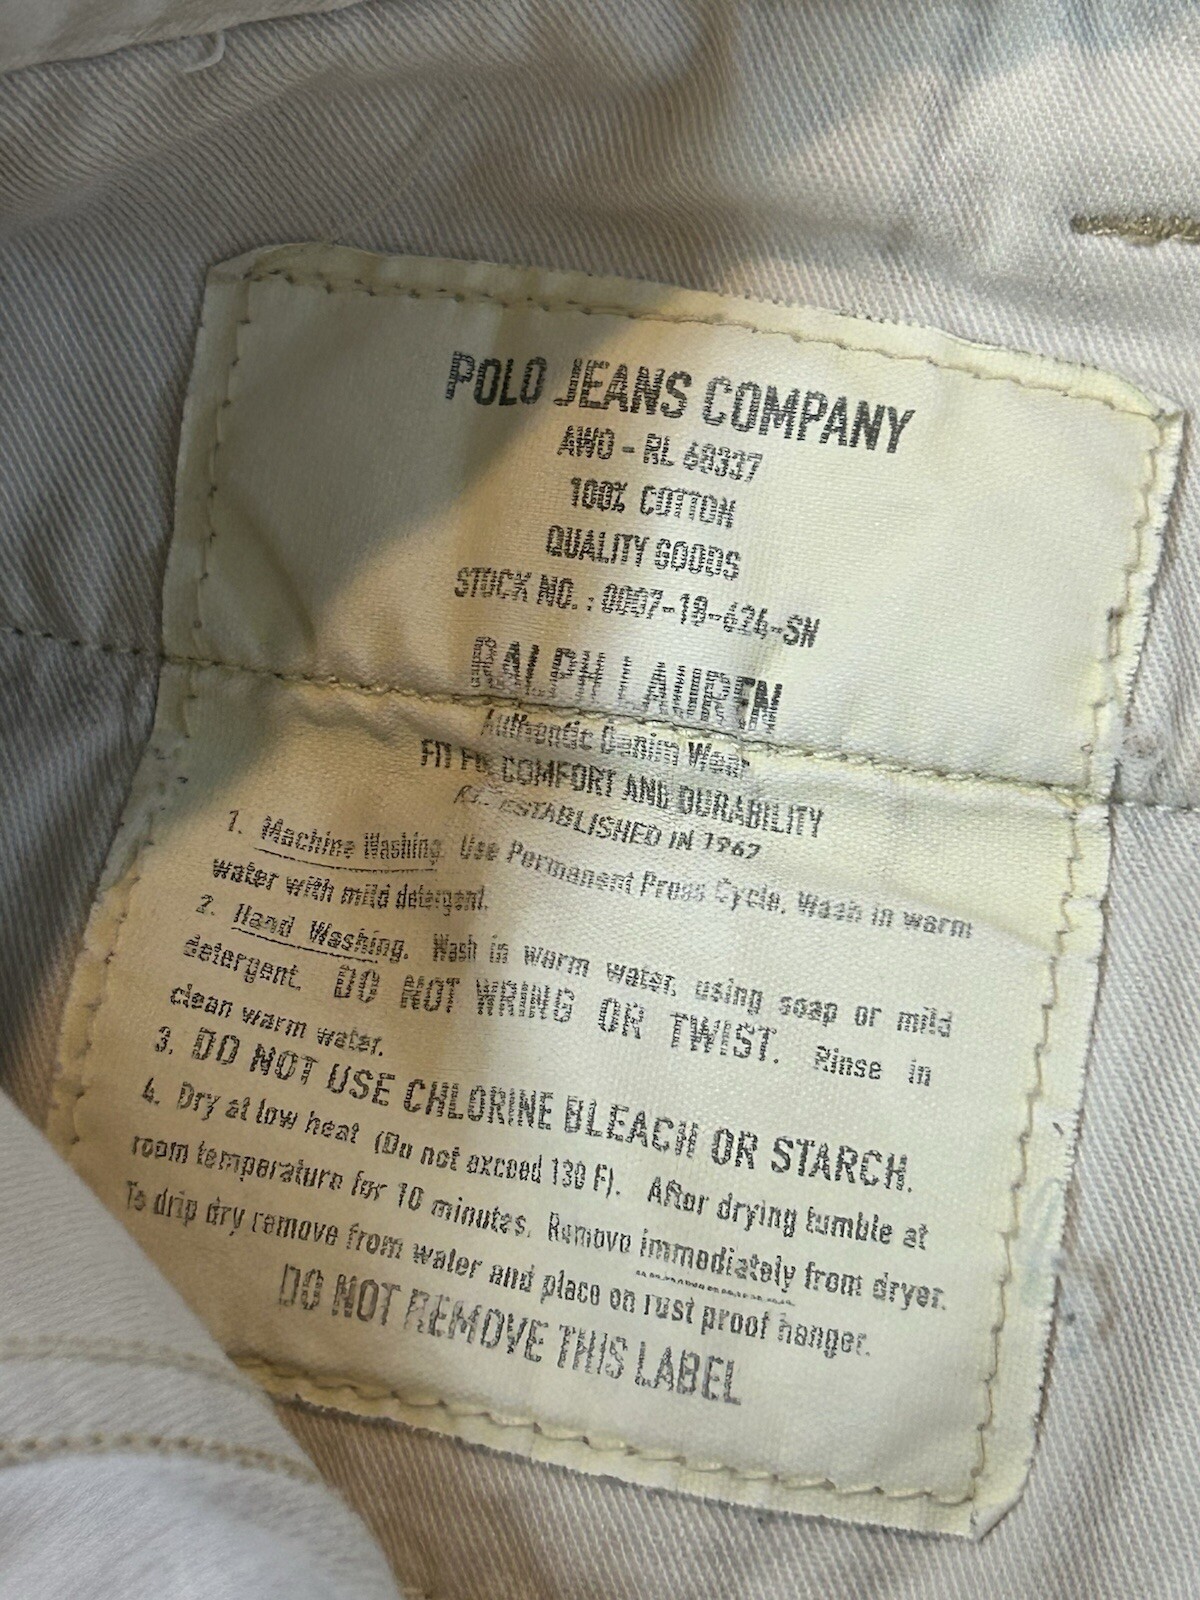 POLO JEANS COMPANY
AWD - RL 68337
100% COTTON
QUALITY GOODS
STOCK NO. : 0007-18-626-SN
RALPH LAUREN
Authentic Denim Wear
FIT FOR COMFORT AND DURABILITY
ESTABLISHED IN 1967
1. Machine Washing. Use Permanent Press Cycle. Wash in warm
water with mild detergent.
2. Hand Washing. Wash in warm water, using soap or mild
detergent. DO NOT WRING OR TWIST. Rinse in
clean warm water.
3. DO NOT USE CHLORINE BLEACH OR STARCH.
4. Dry at low heat (Do not exceed 130 F). After drying tumble at
room temperature for 10 minutes. Remove immediately from dryer.
To drip dry remove from water and place on rust proof hanger.
DO NOT REMOVE THIS LABEL